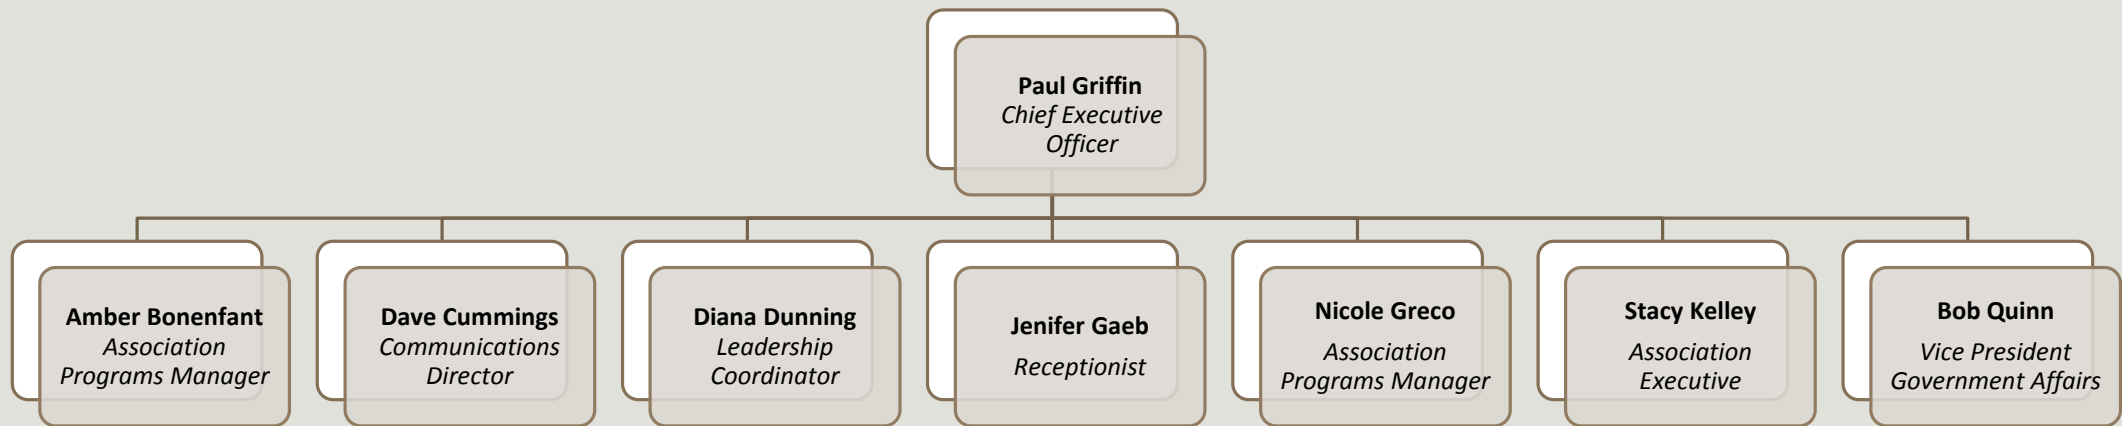 Paul Griffin
Chief Executive
Officer
Amber Bonenfant
Association
Programs Manager
Dave Cummings
Communications
Director
Diana Dunning
Leadership
Coordinator
Jenifer Gaeb
Receptionist
Nicole Greco
Association
Programs Manager
Stacy Kelley
Association
Executive
Bob Quinn
Vice President
Government Affairs